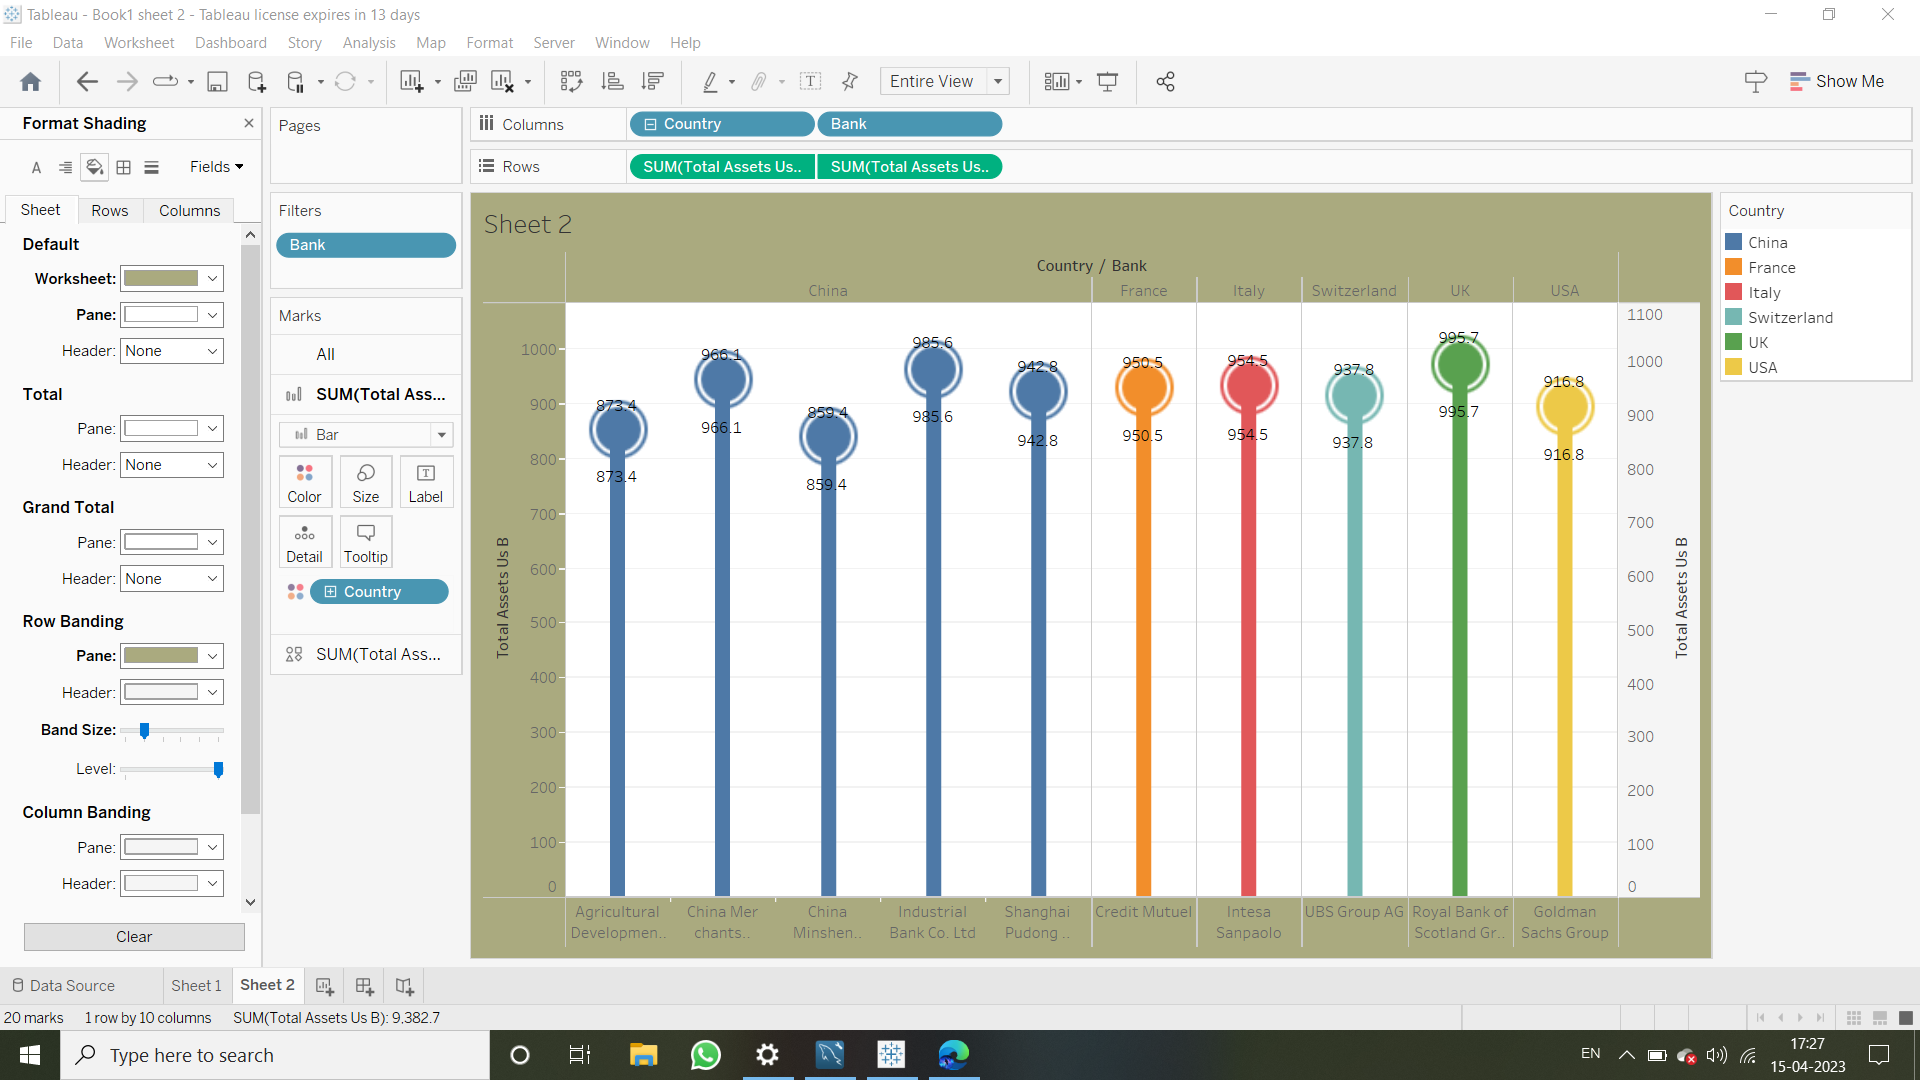 Tableau - Book1 sheet 2 - Tableau license expires in 13 days
File Data Worksheet Dashboard Story Analysis Map Format Server Window Help
Entire View
Show Me
Format Shading
Fields
Sheet Rows Columns
Default
Worksheet:
Pane:
Header: None
Total
Pane:
Header: None
Grand Total
Pane:
Header: None
Row Banding
Pane:
Header:
Band Size:
Level:
Column Banding
Pane:
Header:
Clear
Pages
Filters
Bank
Marks
All
SUM(Total Ass...
Bar
Color Size Label
Detail Tooltip
Country
SUM(Total Ass...
Columns Country Bank
Rows SUM(Total Assets Us.. SUM(Total Assets Us..
Sheet 2
Country / Bank
China France Italy Switzerland UK USA
Total Assets Us B
1000
900
800
700
600
500
400
300
200
100
0
873.4
966.1
859.4
985.6
942.8
950.5
954.5
937.8
995.7
916.8
873.4
966.1
859.4
985.6
942.8
950.5
954.5
937.8
995.7
916.8
1100
1000
900
800
700
600
500
400
300
200
100
0
Total Assets Us B
Agricultural
Developmen..
China Mer
chants..
China
Minshen..
Industrial
Bank Co. Ltd
Shanghai
Pudong ..
Credit Mutuel
Intesa
Sanpaolo
UBS Group AG
Royal Bank of
Scotland Gr..
Goldman
Sachs Group
Country
China
France
Italy
Switzerland
UK
USA
Data Source Sheet 1 Sheet 2
20 marks 1 row by 10 columns SUM(Total Assets Us B): 9,382.7
Type here to search
EN
17:27
15-04-2023